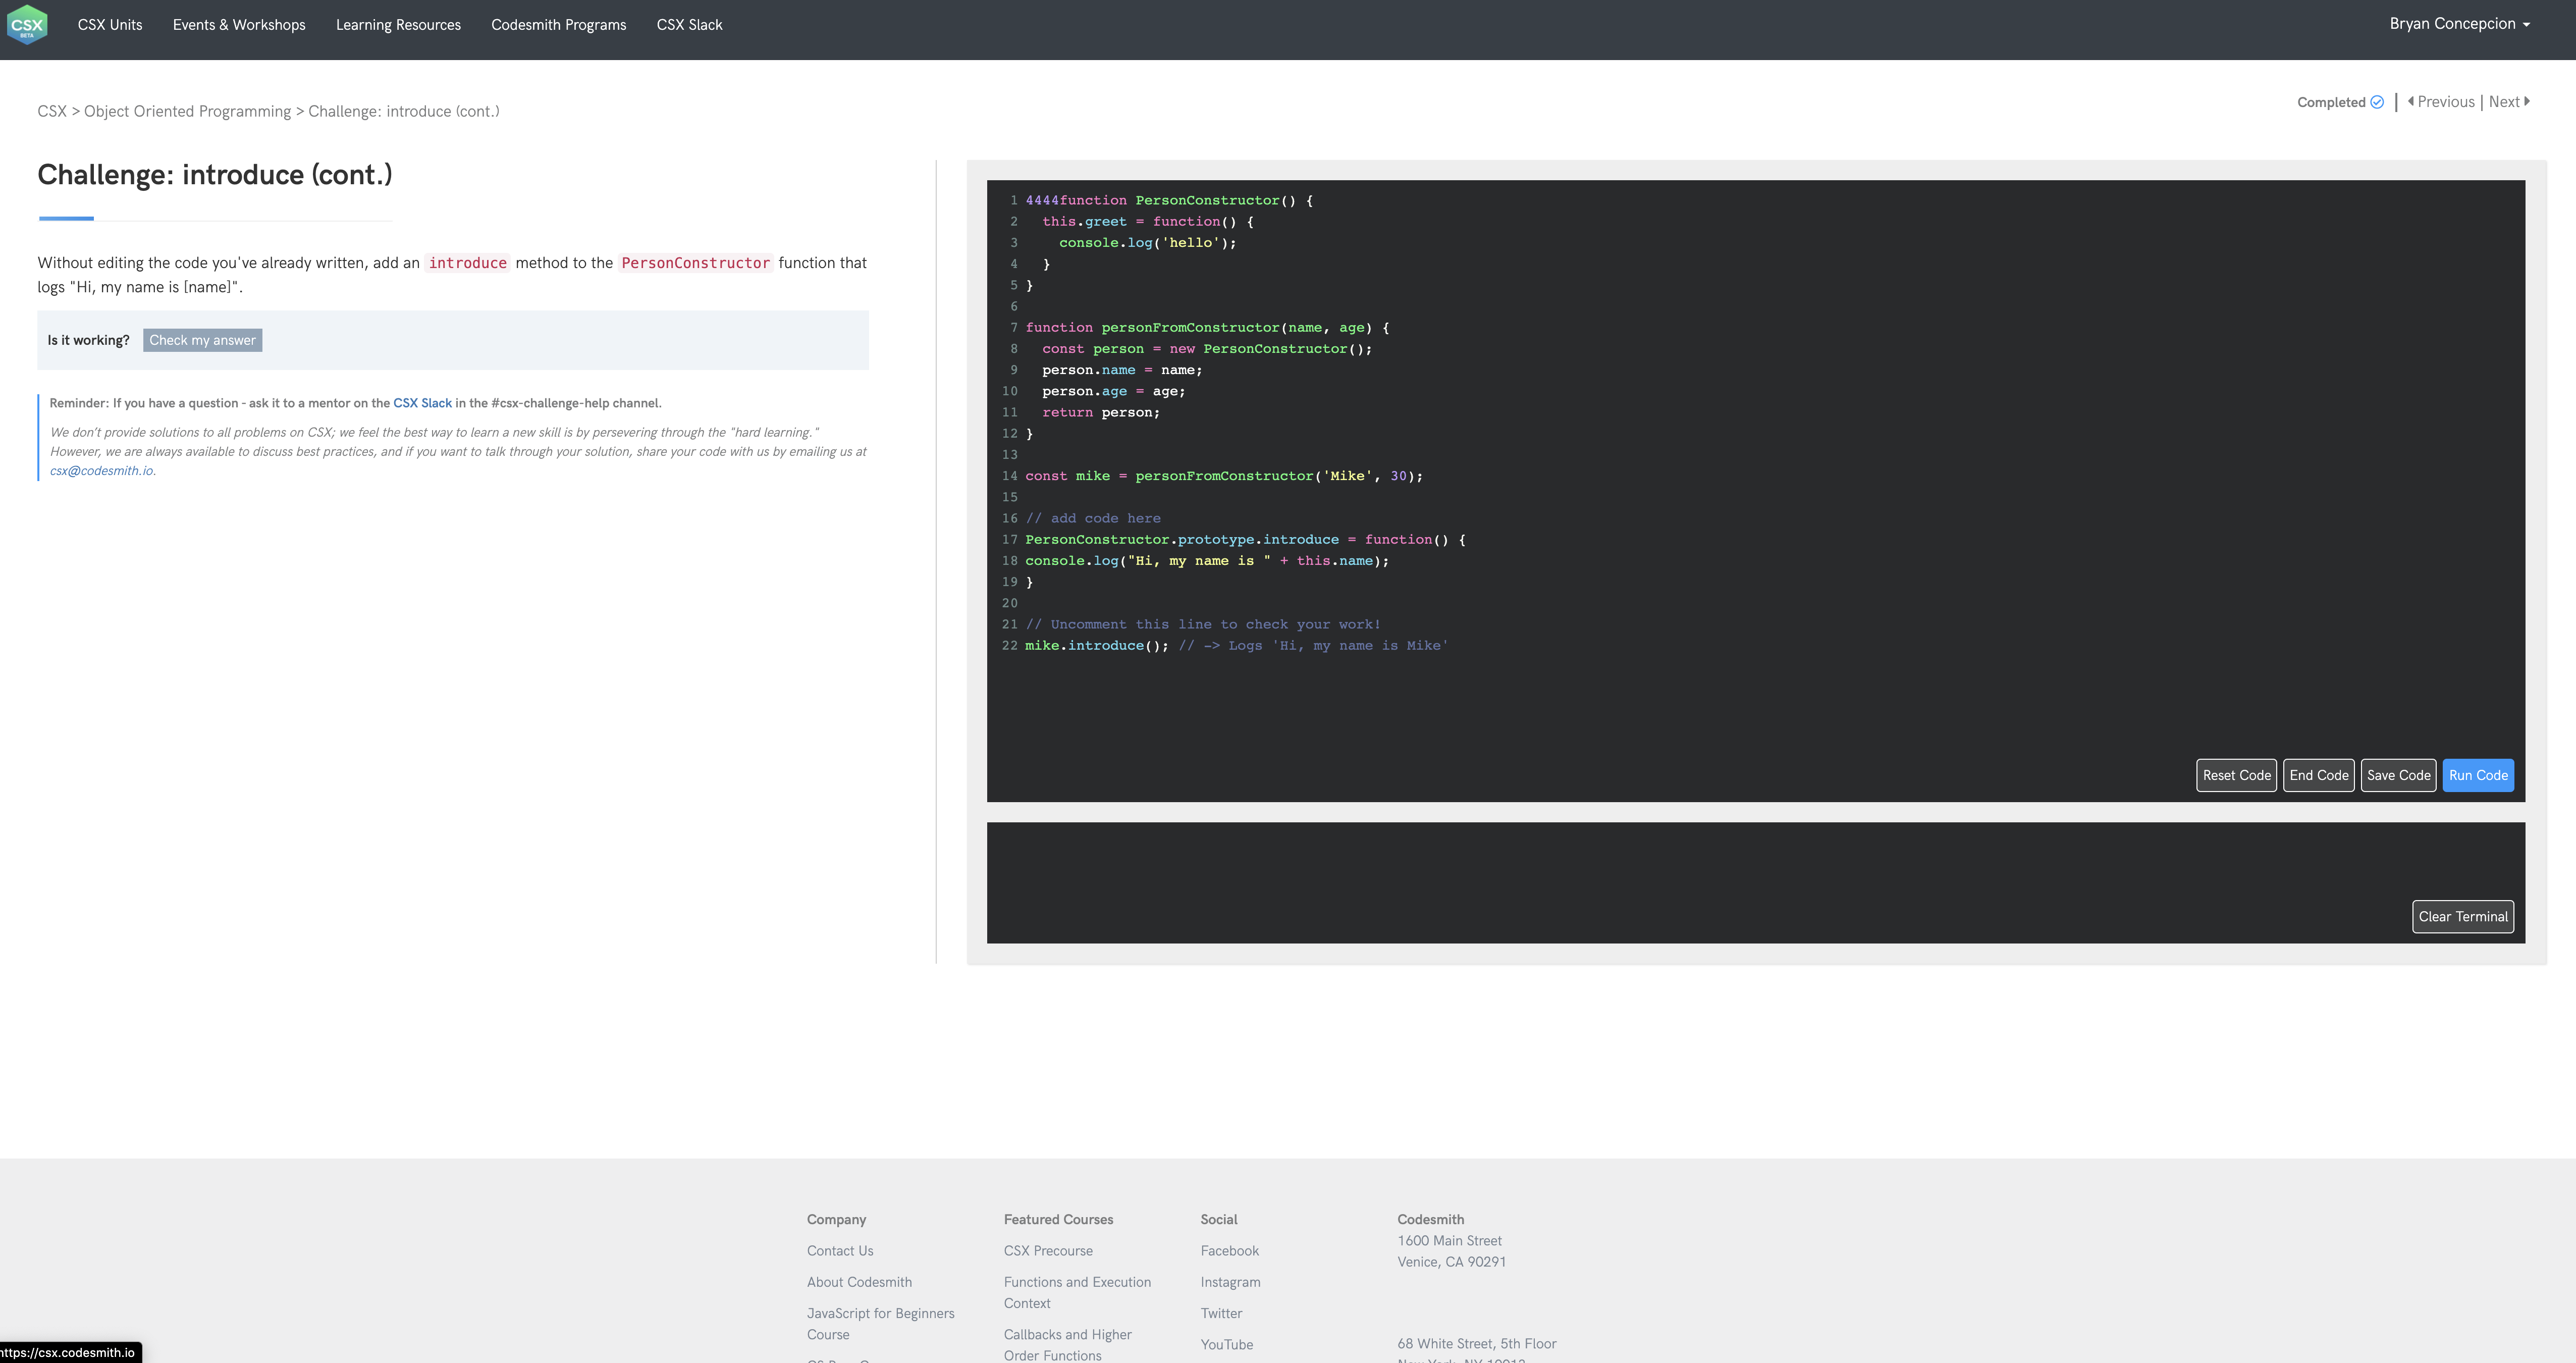 CSX
BETA
CSX Units
Events & Workshops
Learning Resources
Codesmith Programs
CSX Slack
Bryan Concepcion
CSX > Object Oriented Programming > Challenge: introduce (cont.)
Completed | Previous | Next
Challenge: introduce (cont.)
Without editing the code you've already written, add an introduce method to the PersonConstructor function that
logs "Hi, my name is [name]".
Is it working? Check my answer
Reminder: If you have a question - ask it to a mentor on the CSX Slack in the #csx-challenge-help channel.
We don't provide solutions to all problems on CSX; we feel the best way to learn a new skill is by persevering through the "hard learning."
However, we are always available to discuss best practices, and if you want to talk through your solution, share your code with us by emailing us at
csx@codesmith.io.
1 4444function PersonConstructor() {
2   this.greet = function() {
3     console.log('hello');
4   }
5 }
6
7 function personFromConstructor(name, age) {
8   const person = new PersonConstructor();
9   person.name = name;
10   person.age = age;
11   return person;
12 }
13
14 const mike = personFromConstructor('Mike', 30);
15
16 // add code here
17 PersonConstructor.prototype.introduce = function() {
18 console.log("Hi, my name is " + this.name);
19 }
20
21 // Uncomment this line to check your work!
22 mike.introduce(); // -> Logs 'Hi, my name is Mike'
Reset Code
End Code
Save Code
Run Code
Clear Terminal
Company
Contact Us
About Codesmith
JavaScript for Beginners
Course
Featured Courses
CSX Precourse
Functions and Execution
Context
Callbacks and Higher
Order Functions
Social
Facebook
Instagram
Twitter
YouTube
Codesmith
1600 Main Street
Venice, CA 90291
68 White Street, 5th Floor
https://csx.codesmith.io